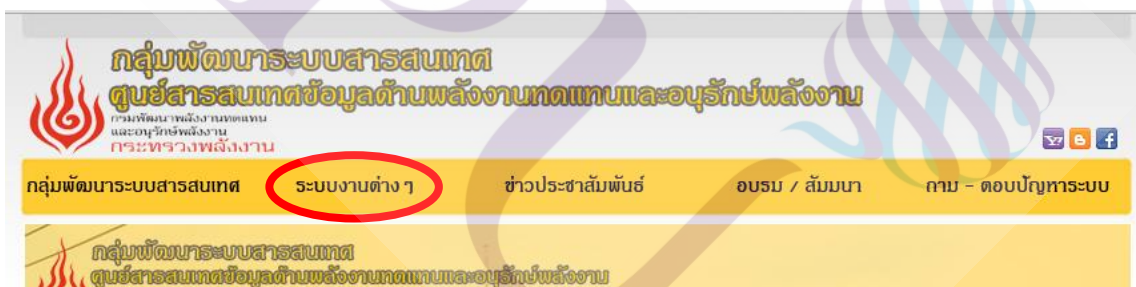 กลุ่มพัฒนาระบบสารสนเทศ
ศูนย์สารสนเทศข้อมูลด้านพลังงานทดแทนและอนุรักษ์พลังงาน
กรมพัฒนาพลังงานทดแทน
และอนุรักษ์พลังงาน
กระทรวงพลังงาน
กลุ่มพัฒนาระบบสารสนเทศ ระบบงานต่าง ๆ ข่าวประชาสัมพันธ์ อบรม / สัมมนา ถาม - ตอบปัญหาระบบ
กลุ่มพัฒนาระบบสารสนเทศ
ศูนย์สารสนเทศข้อมูลด้านพลังงานทดแทนและอนุรักษ์พลังงาน